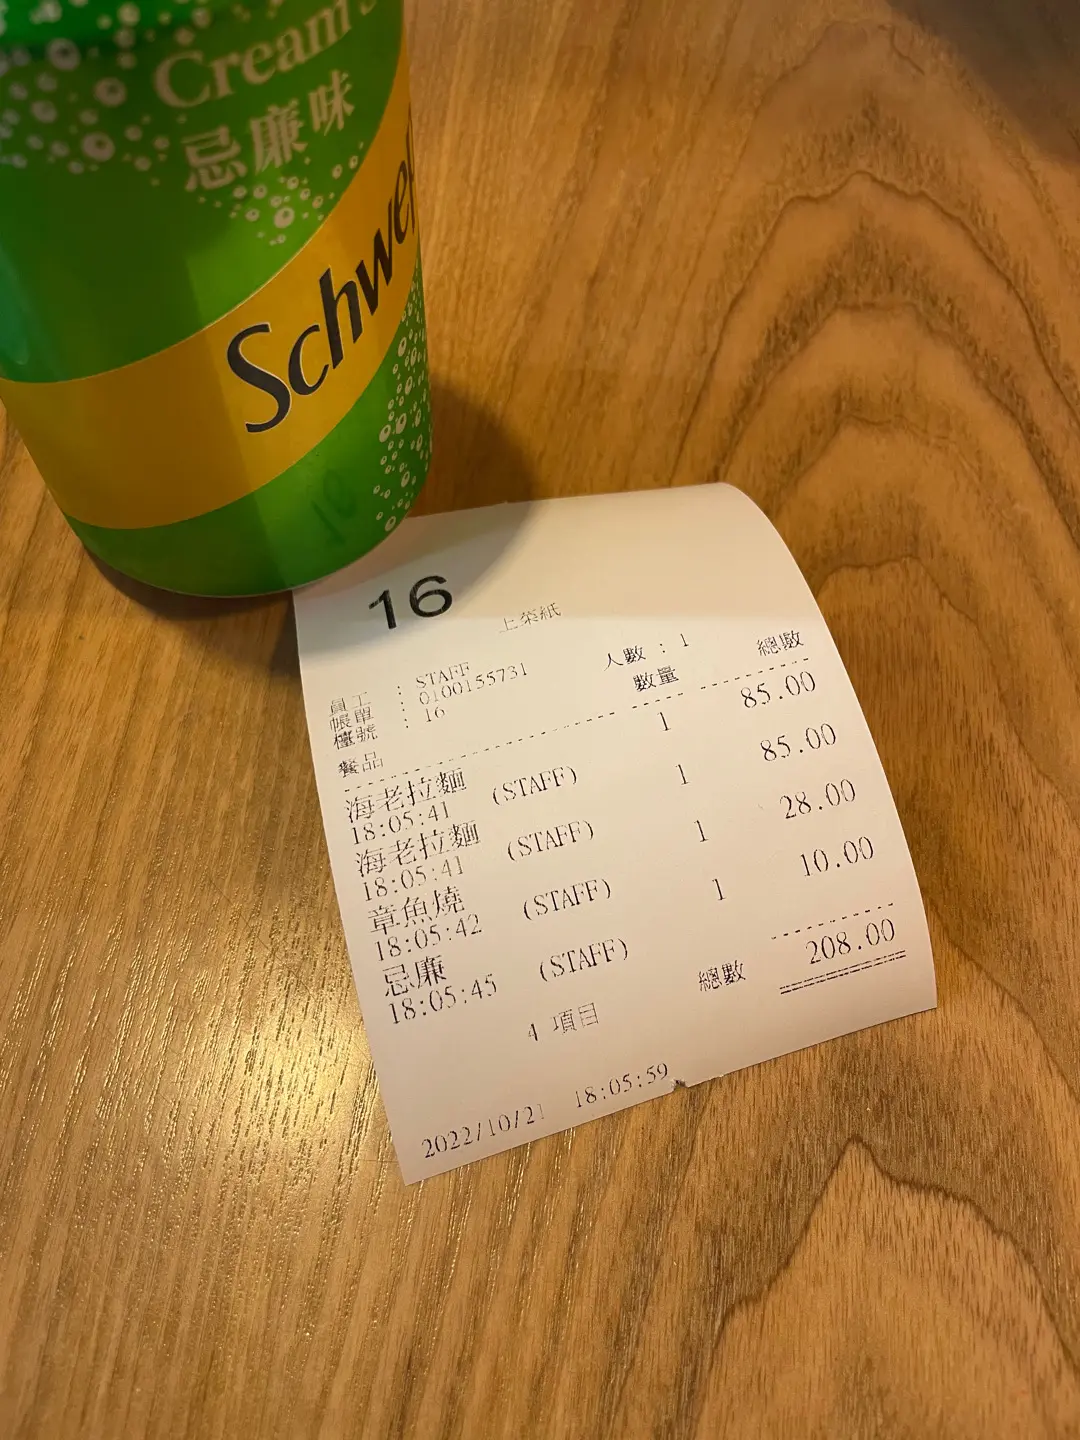 Cream
忌廉味
Schwep
16
上菜紙
員工 : STAFF
帳單 : 0100155731 人數 : 1
檯號 : 16
餐品 數量 總數
海老拉麵 1 85.00
18:05:41 (STAFF)
海老拉麵 1 85.00
18:05:41 (STAFF)
章魚燒 1 28.00
18:05:42 (STAFF)
忌廉 1 10.00
18:05:45 (STAFF)
4 項目 總數 208.00
2022/10/21 18:05:59